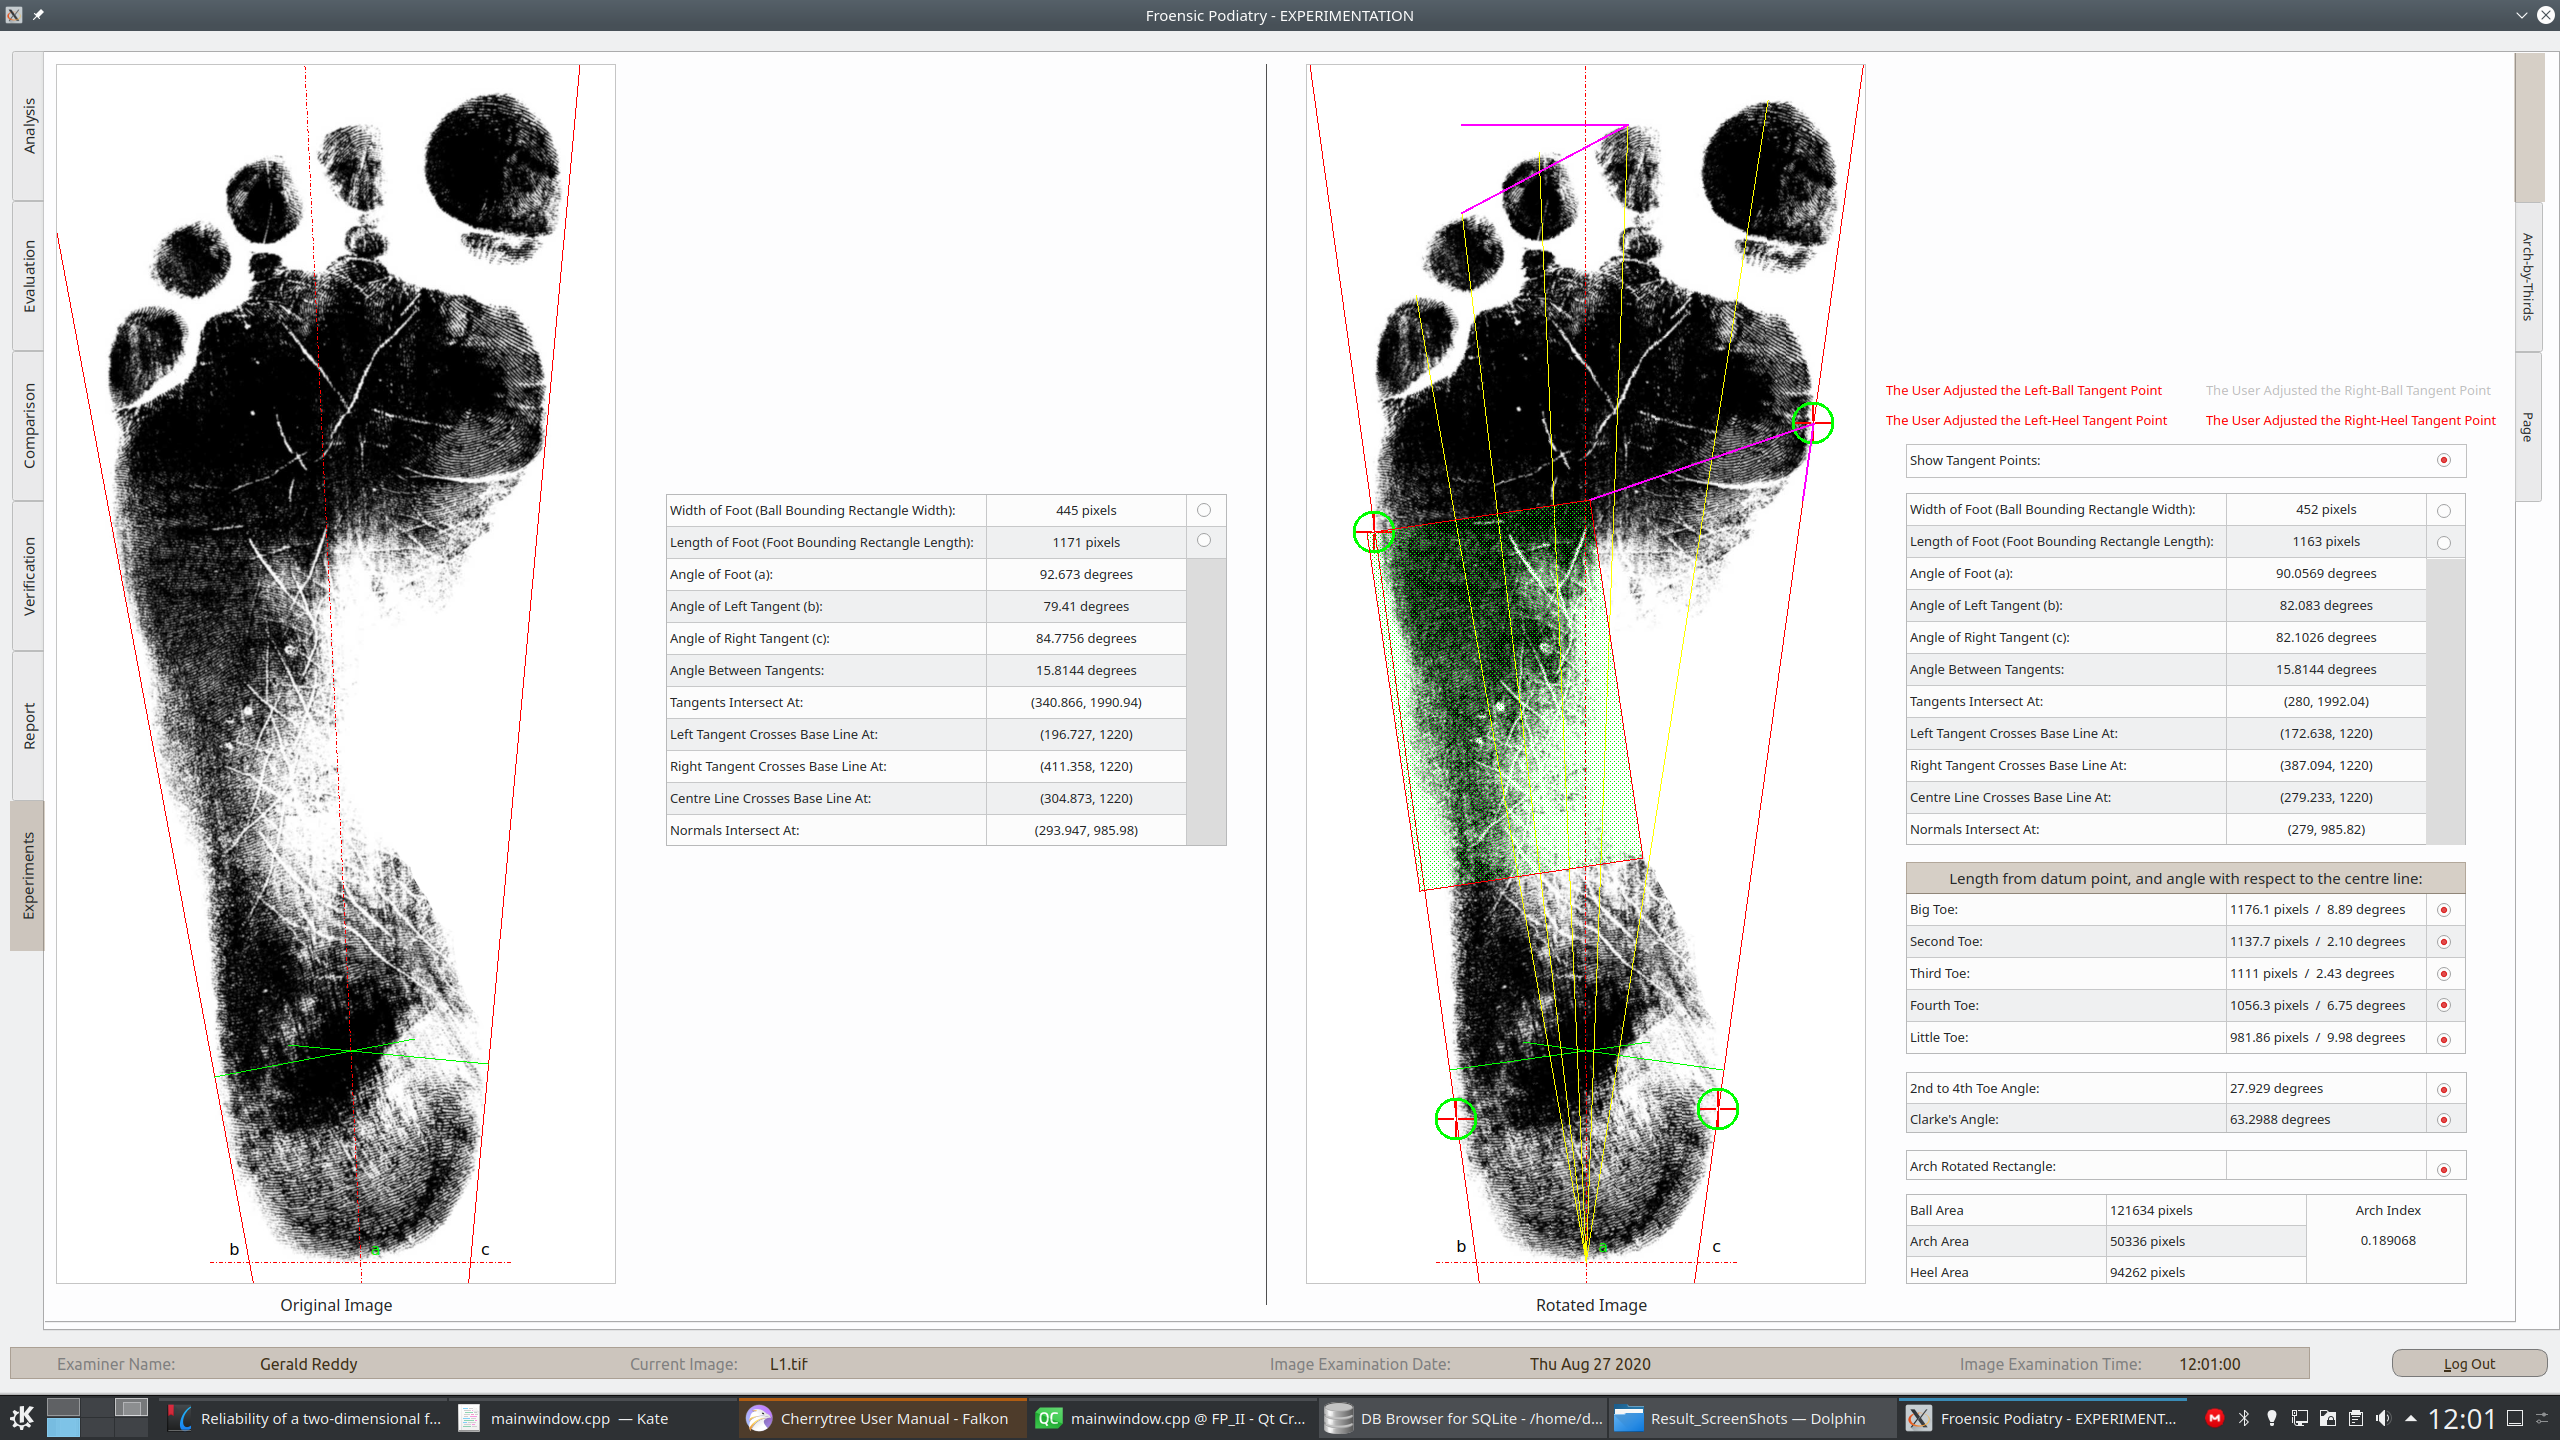 Froensic Podiatry - EXPERIMENTATION
Analysis
Evaluation
Comparison
Verification
Report
Experiments
b
a
c
Original Image
Width of Foot (Ball Bounding Rectangle Width): 445 pixels
Length of Foot (Foot Bounding Rectangle Length): 1171 pixels
Angle of Foot (a): 92.673 degrees
Angle of Left Tangent (b): 79.41 degrees
Angle of Right Tangent (c): 84.7756 degrees
Angle Between Tangents: 15.8144 degrees
Tangents Intersect At: (340.866, 1990.94)
Left Tangent Crosses Base Line At: (196.727, 1220)
Right Tangent Crosses Base Line At: (411.358, 1220)
Centre Line Crosses Base Line At: (304.873, 1220)
Normals Intersect At: (293.947, 985.98)
b
a
c
Rotated Image
The User Adjusted the Left-Ball Tangent Point The User Adjusted the Right-Ball Tangent Point
The User Adjusted the Left-Heel Tangent Point The User Adjusted the Right-Heel Tangent Point
Show Tangent Points:
Width of Foot (Ball Bounding Rectangle Width): 452 pixels
Length of Foot (Foot Bounding Rectangle Length): 1163 pixels
Angle of Foot (a): 90.0569 degrees
Angle of Left Tangent (b): 82.083 degrees
Angle of Right Tangent (c): 82.1026 degrees
Angle Between Tangents: 15.8144 degrees
Tangents Intersect At: (280, 1992.04)
Left Tangent Crosses Base Line At: (172.638, 1220)
Right Tangent Crosses Base Line At: (387.094, 1220)
Centre Line Crosses Base Line At: (279.233, 1220)
Normals Intersect At: (279, 985.82)
Length from datum point, and angle with respect to the centre line:
Big Toe: 1176.1 pixels / 8.89 degrees
Second Toe: 1137.7 pixels / 2.10 degrees
Third Toe: 1111 pixels / 2.43 degrees
Fourth Toe: 1056.3 pixels / 6.75 degrees
Little Toe: 981.86 pixels / 9.98 degrees
2nd to 4th Toe Angle: 27.929 degrees
Clarke's Angle: 63.2988 degrees
Arch Rotated Rectangle:
Ball Area 121634 pixels Arch Index
Arch Area 50336 pixels 0.189068
Heel Area 94262 pixels
Arch-by-Thirds
Page
Examiner Name: Gerald Reddy Current Image: L1.tif Image Examination Date: Thu Aug 27 2020 Image Examination Time: 12:01:00 Log Out
Reliability of a two-dimensional f... mainwindow.cpp — Kate Cherrytree User Manual - Falkon QC mainwindow.cpp @ FP_II - Qt Cr... DB Browser for SQLite - /home/d... Result_ScreenShots — Dolphin Froensic Podiatry - EXPERIMENT... M 12:01